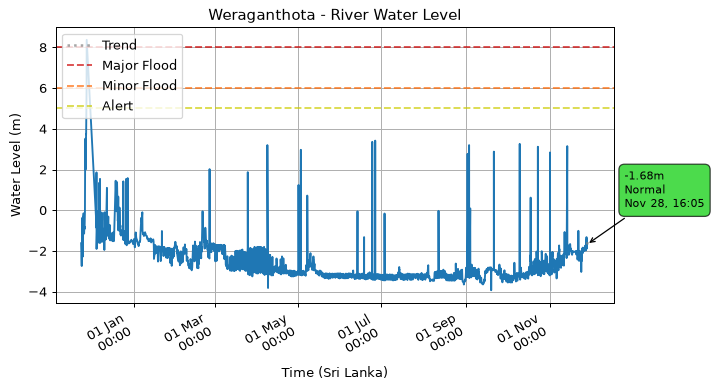 Weraganthota - River Water Level
Water Level (m)
8
6
4
2
0
−2
−4
Trend
Major Flood
Minor Flood
Alert
-1.68m
Normal
Nov 28, 16:05
01 Jan
00:00
01 Mar
00:00
01 May
00:00
01 Jul
00:00
01 Sep
00:00
01 Nov
00:00
Time (Sri Lanka)